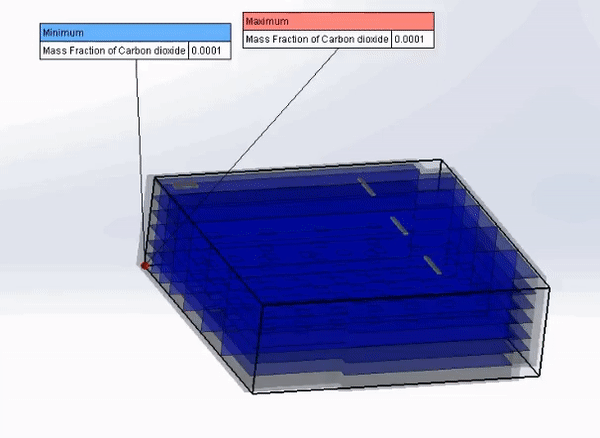 Minimum
Mass Fraction of Carbon dioxide 0.0001
Maximum
Mass Fraction of Carbon dioxide 0.0001